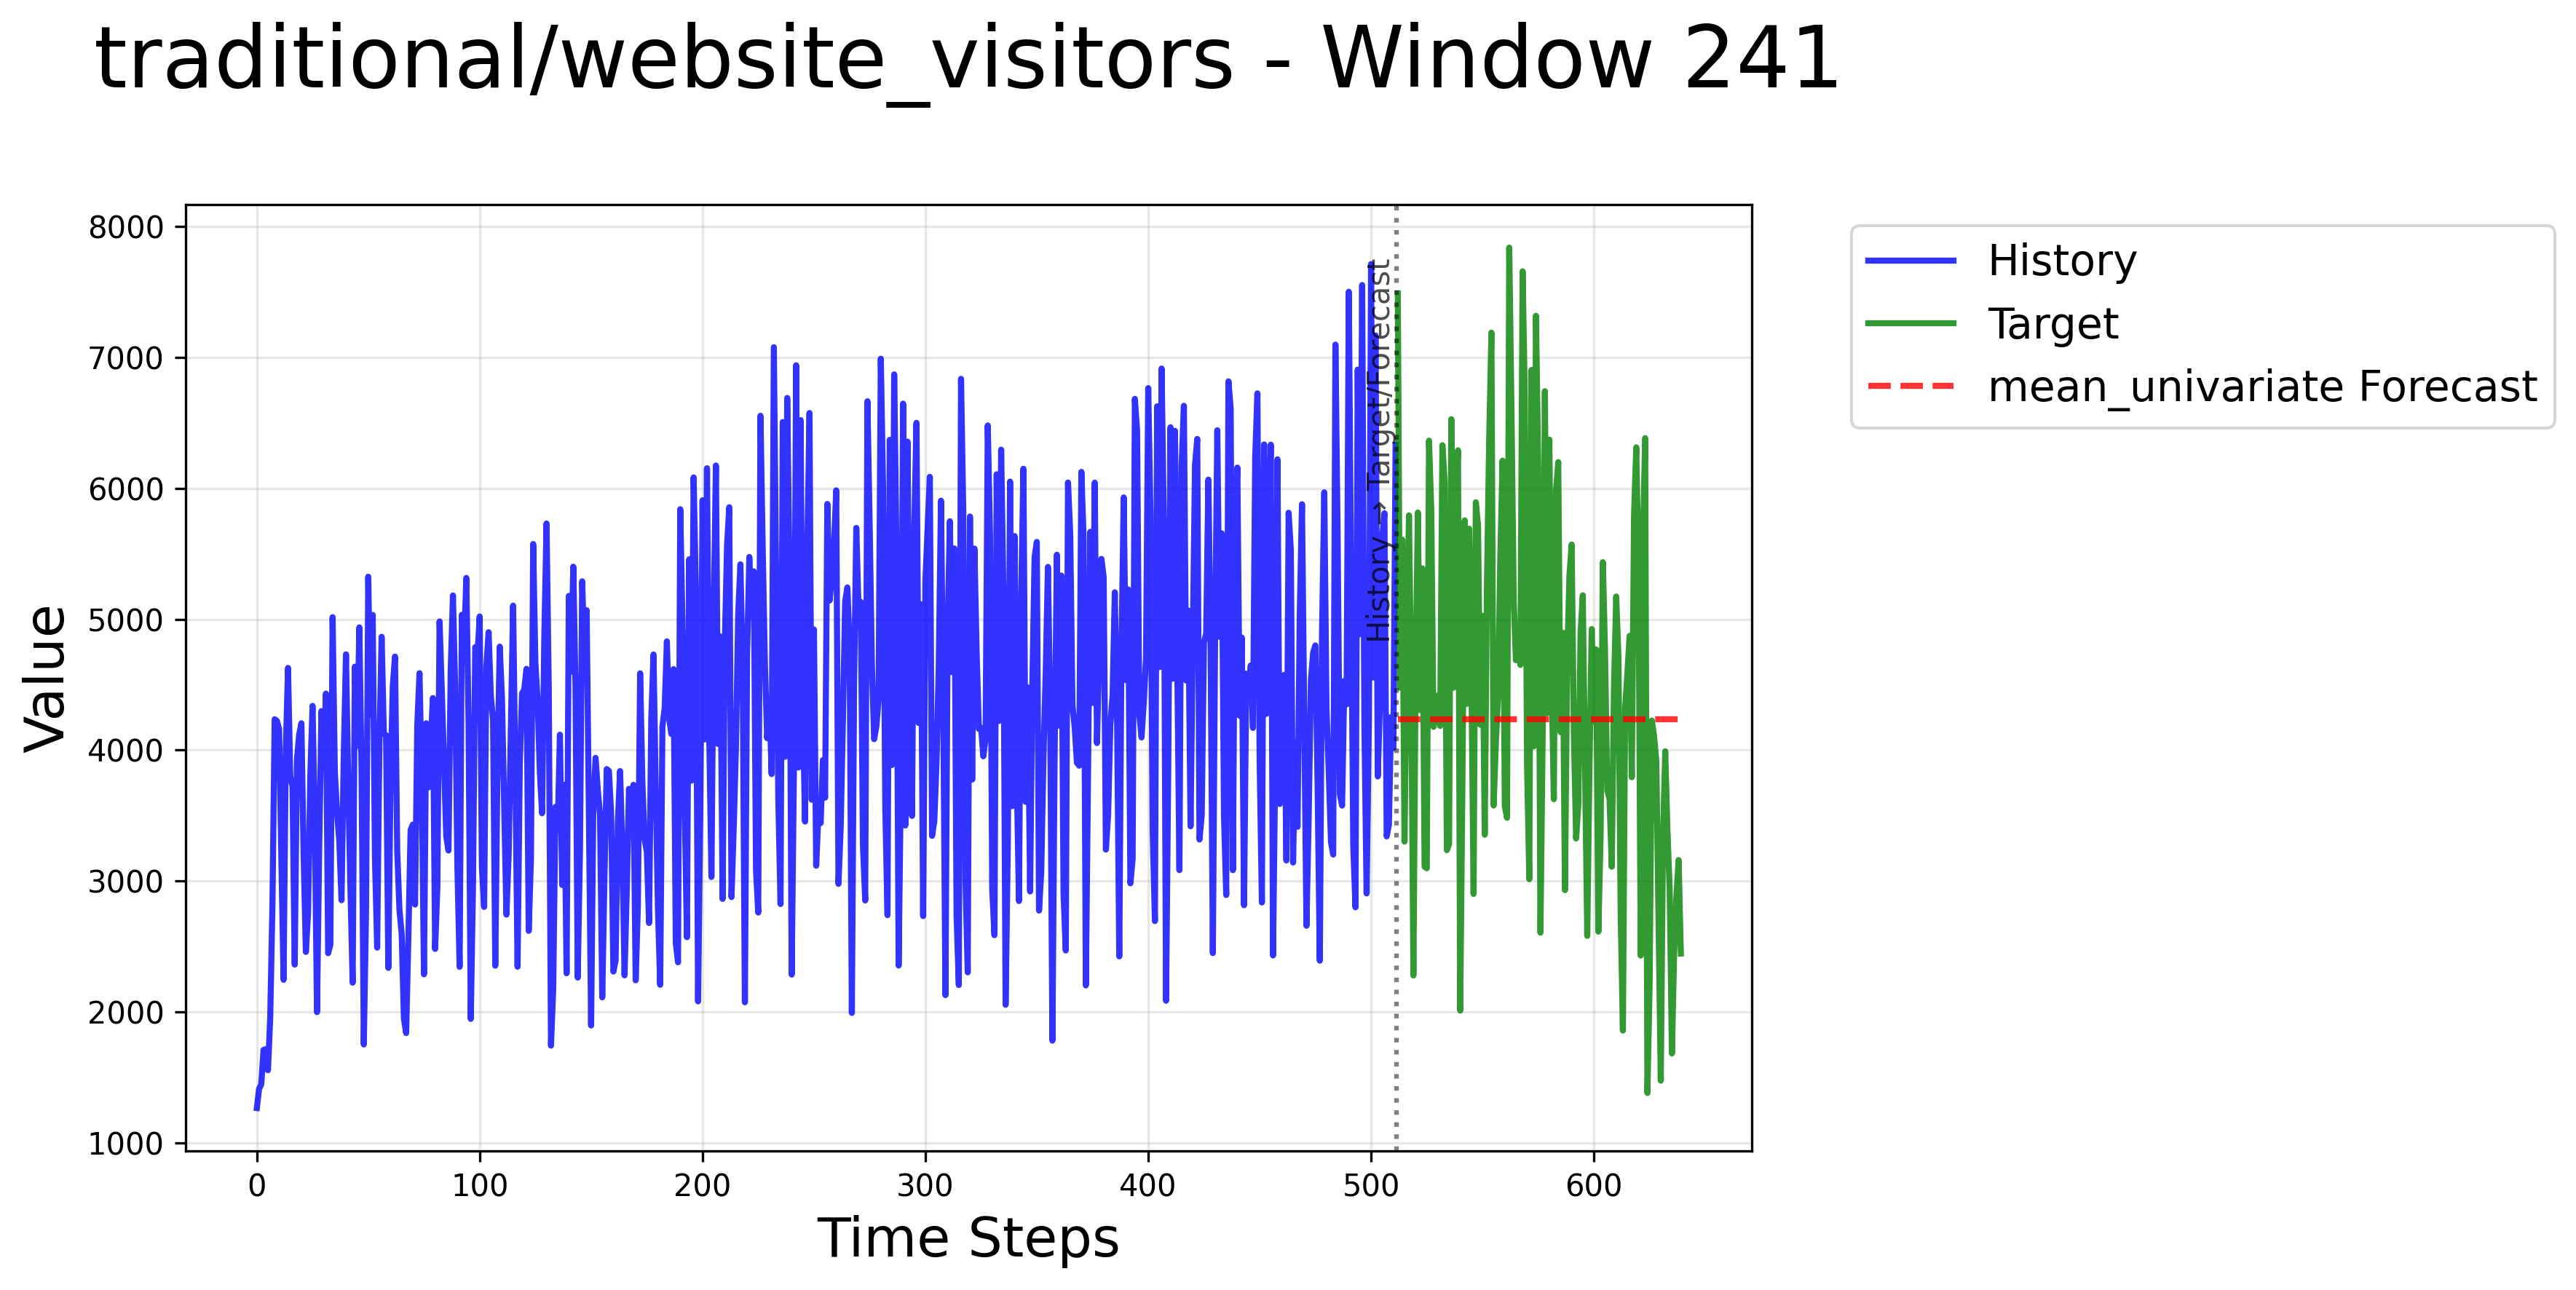 traditional/website_visitors - Window 241
History
Target
mean_univariate Forecast
History → Target/Forecast
Value
8000
7000
6000
5000
4000
3000
2000
1000
0
100
200
300
400
500
600
Time Steps